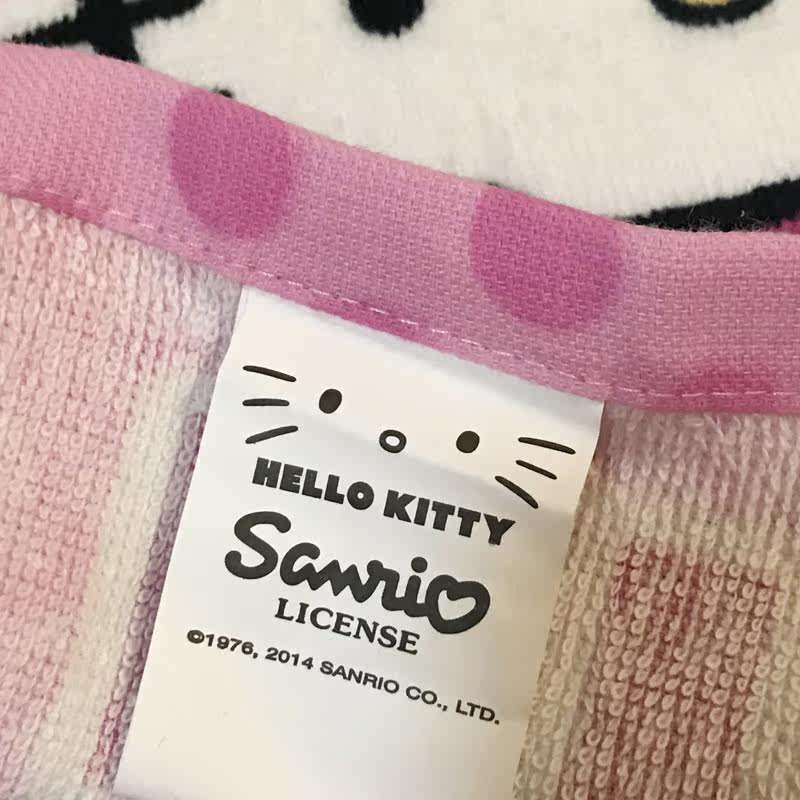 HELLO KITTY
Sanrio
LICENSE
©1976, 2014 SANRIO CO., LTD.